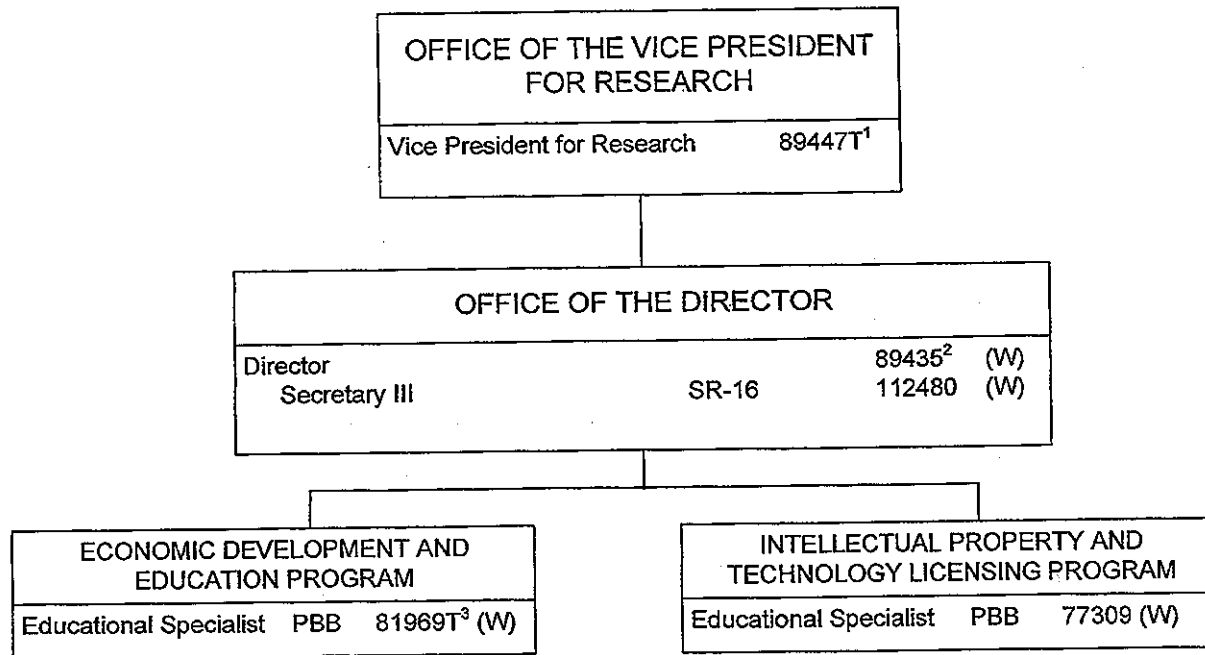 OFFICE OF THE VICE PRESIDENT
FOR RESEARCH
Vice President for Research 89447T¹
OFFICE OF THE DIRECTOR
Director 89435² (W)
Secretary III SR-16 112480 (W)
ECONOMIC DEVELOPMENT AND
EDUCATION PROGRAM
Educational Specialist PBB 81969T³ (W)
INTELLECTUAL PROPERTY AND
TECHNOLOGY LICENSING PROGRAM
Educational Specialist PBB 77309 (W)